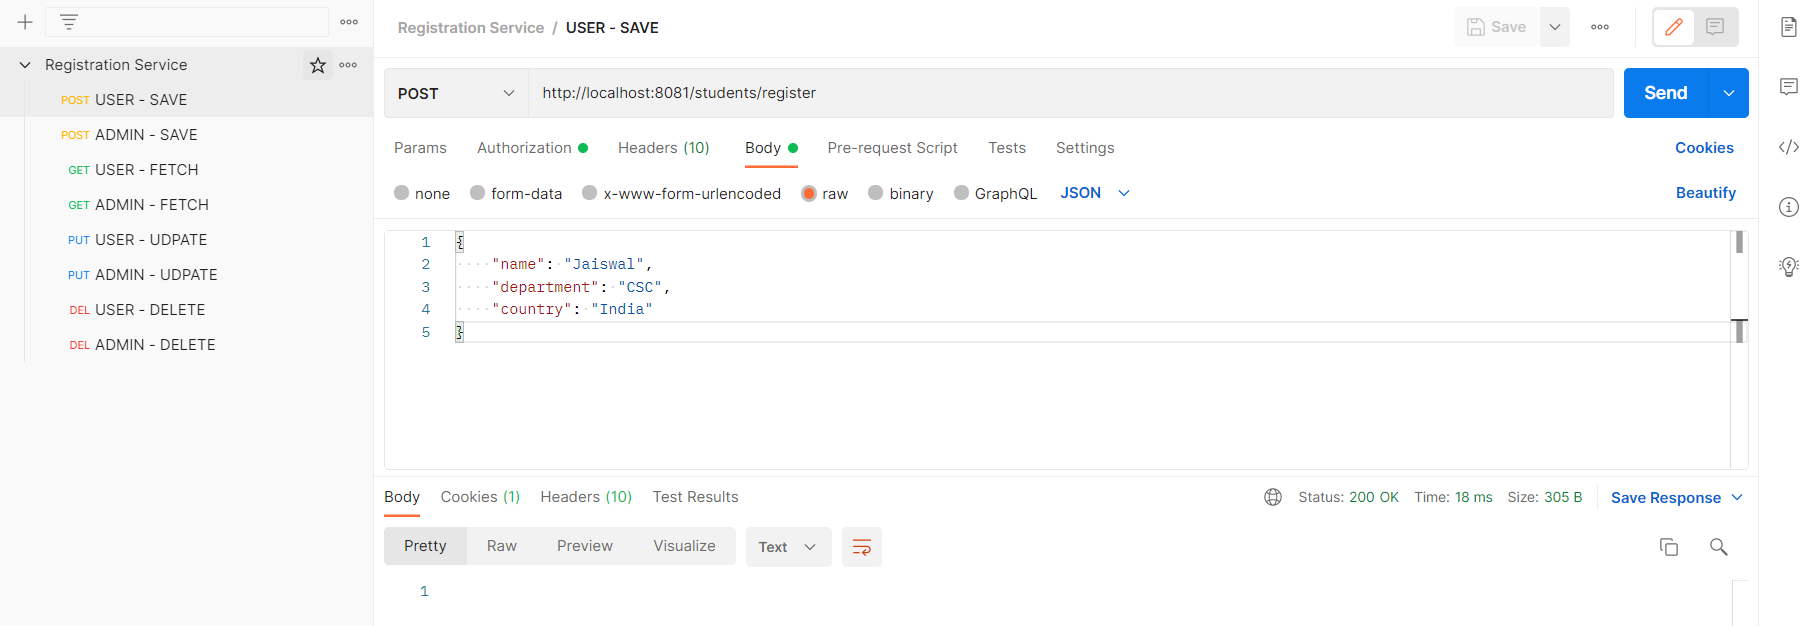 Registration Service
POST USER - SAVE
POST ADMIN - SAVE
GET USER - FETCH
GET ADMIN - FETCH
PUT USER - UDPATE
PUT ADMIN - UDPATE
DEL USER - DELETE
DEL ADMIN - DELETE
Registration Service / USER - SAVE
Save
POST http://localhost:8081/students/register
Send
Params Authorization Headers (10) Body Pre-request Script Tests Settings Cookies
none form-data x-www-form-urlencoded raw binary GraphQL JSON Beautify
1 {
2 "name": "Jaiswal",
3 "department": "CSC",
4 "country": "India"
5 }
Body Cookies (1) Headers (10) Test Results Status: 200 OK Time: 18 ms Size: 305 B Save Response
Pretty Raw Preview Visualize Text
1